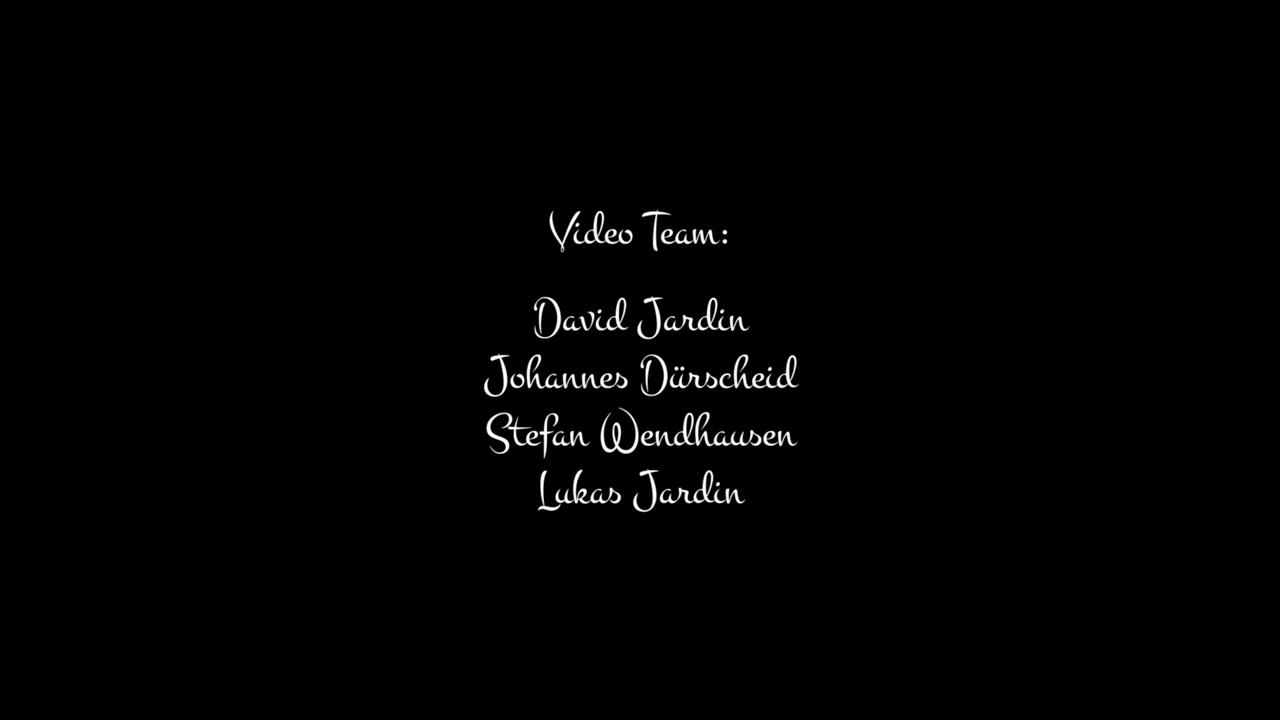 Video Team:
David Jardin
Johannes Dürscheid
Stefan Wendhausen
Lukas Jardin